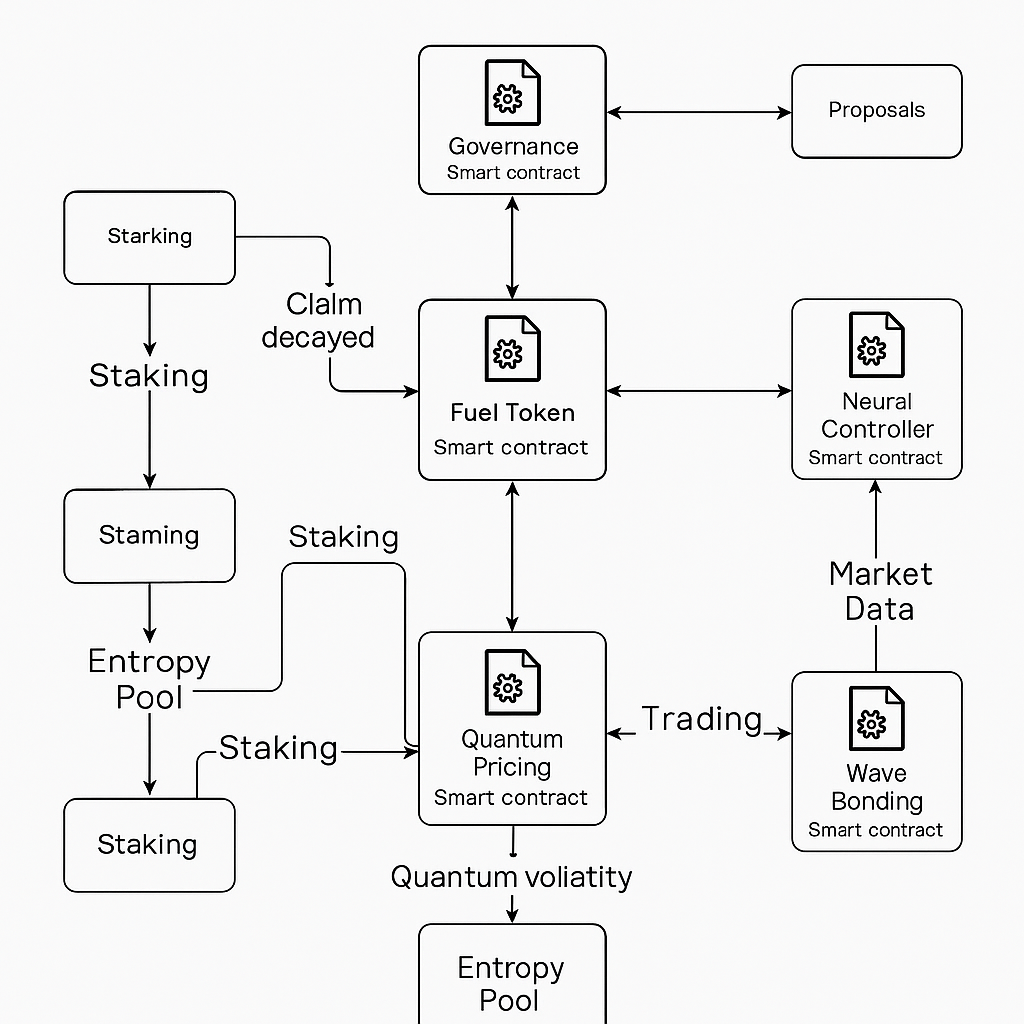 Governance
Smart contract
Proposals
Starking
Clalm
decayed
Staking
Fuel Token
Smart contract
Neural
Controller
Smart contract
Staming
Staking
Market
Data
Entropy
Pool
Staking
Quantum
Pricing
Smart contract
Trading
Wave
Bonding
Smart contract
Staking
Quantum voliatity
Entropy
Pool